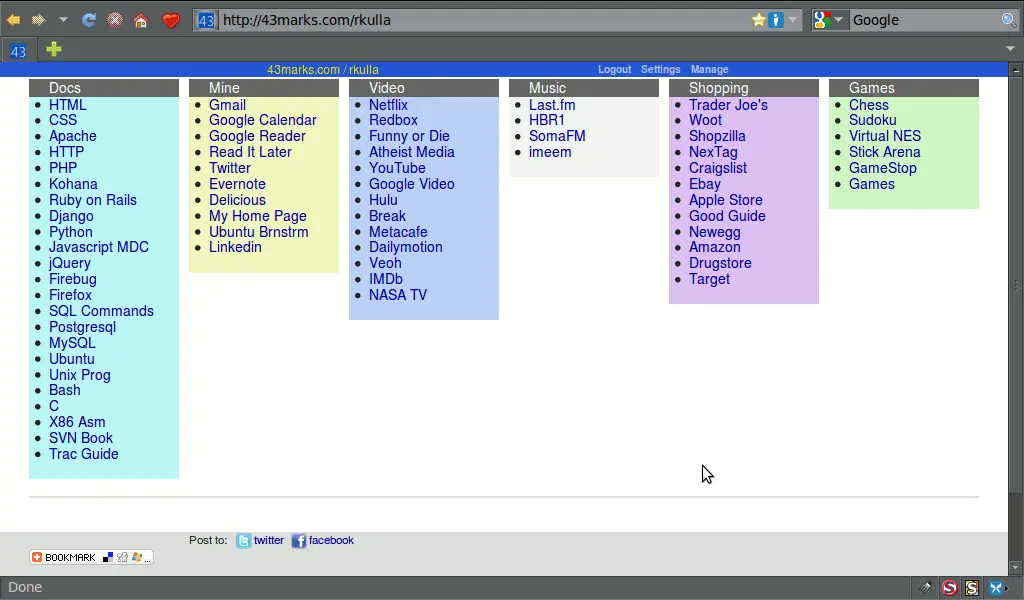 http://43marks.com/rkulla
Google
43
43
43marks.com / rkulla
Logout Settings Manage
Docs
HTML
CSS
Apache
HTTP
PHP
Kohana
Ruby on Rails
Django
Python
Javascript MDC
jQuery
Firebug
Firefox
SQL Commands
Postgresql
MySQL
Ubuntu
Unix Prog
Bash
C
X86 Asm
SVN Book
Trac Guide
Mine
Gmail
Google Calendar
Google Reader
Read It Later
Twitter
Evernote
Delicious
My Home Page
Ubuntu Brnstrm
Linkedin
Video
Netflix
Redbox
Funny or Die
Atheist Media
YouTube
Google Video
Hulu
Break
Metacafe
Dailymotion
Veoh
IMDb
NASA TV
Music
Last.fm
HBR1
SomaFM
imeem
Shopping
Trader Joe's
Woot
Shopzilla
NexTag
Craigslist
Ebay
Apple Store
Good Guide
Newegg
Amazon
Drugstore
Target
Games
Chess
Sudoku
Virtual NES
Stick Arena
GameStop
Games
Post to: twitter facebook
BOOKMARK ...
Done